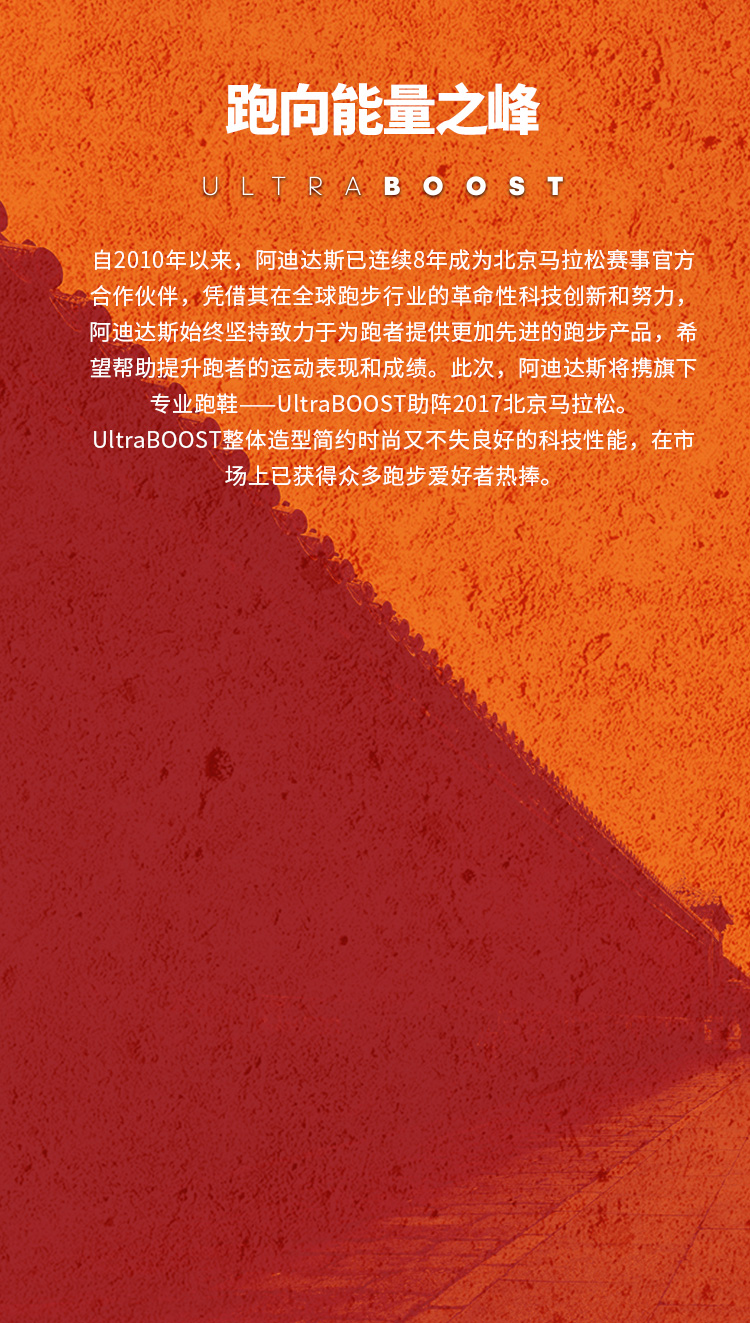 跑向能量之峰
ULTRABOOST
自2010年以来，阿迪达斯已连续8年成为北京马拉松赛事官方
合作伙伴，凭借其在全球跑步行业的革命性科技创新和努力，
阿迪达斯始终坚持致力于为跑者提供更加先进的跑步产品，希
望帮助提升跑者的运动表现和成绩。此次，阿迪达斯将携旗下
专业跑鞋——UltraBOOST助阵2017北京马拉松。
UltraBOOST整体造型简约时尚又不失良好的科技性能，在市
场上已获得众多跑步爱好者热捧。